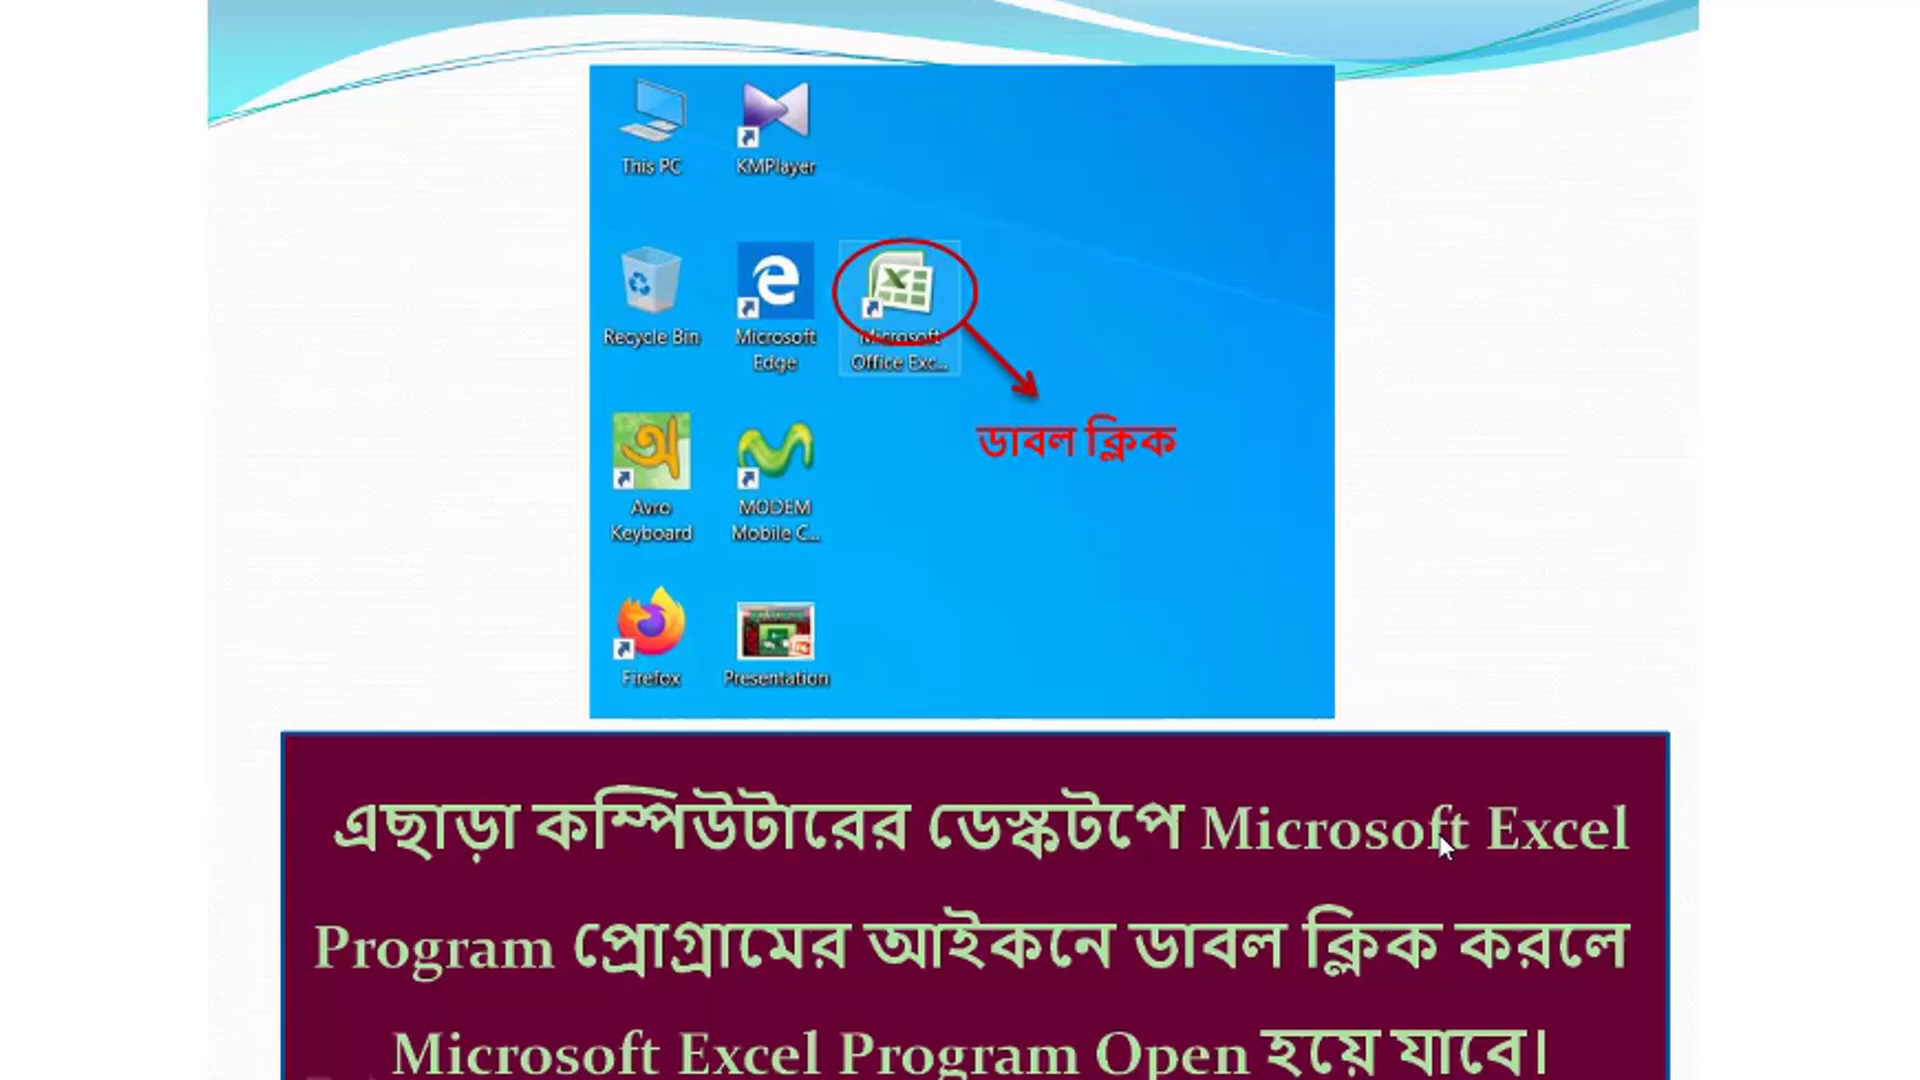 This PC
KMPlayer
Recycle Bin
Microsoft
Edge
Microsoft
Office Exc...
ডাবল ক্লিক
Avro
Keyboard
MODEM
Mobile C...
Firefox
Presentation
এছাড়া কম্পিউটারের ডেস্কটপে Microsoft Excel
Program প্রোগ্রামের আইকনে ডাবল ক্লিক করলে
Microsoft Excel Program Open হয়ে যাবে।